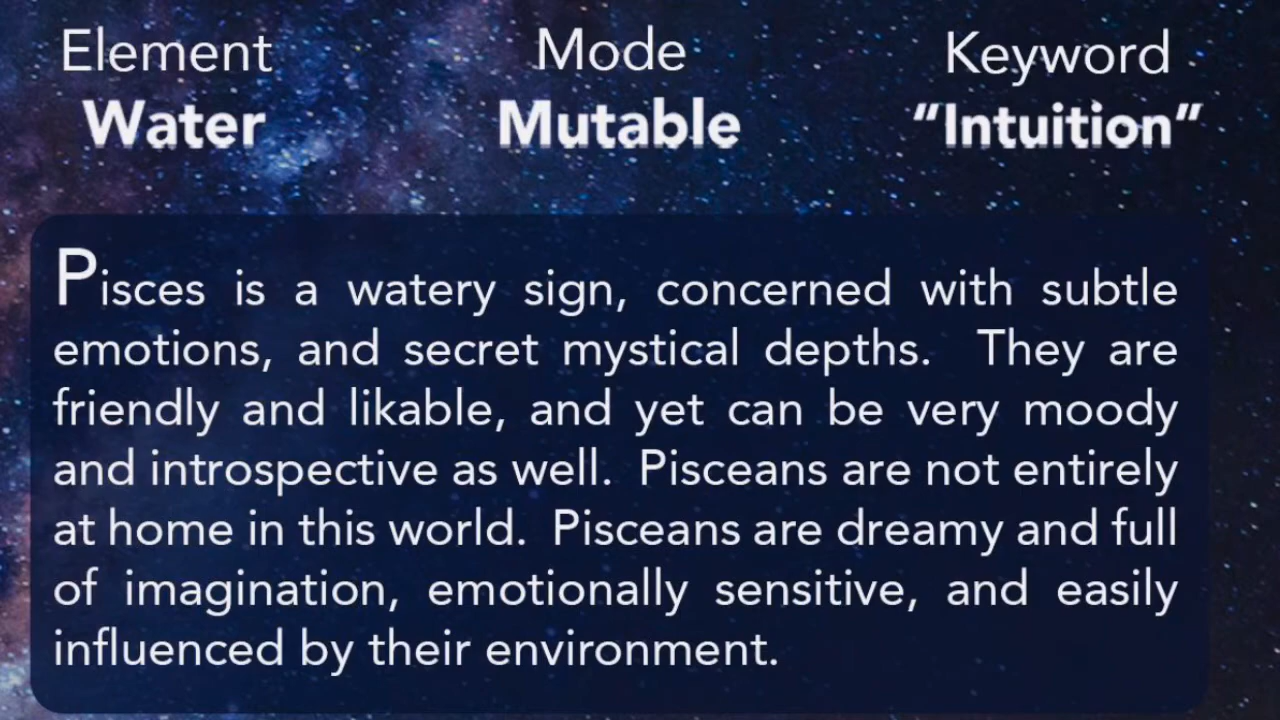 Element Mode Keyword
Water Mutable “Intuition”
Pisces is a watery sign, concerned with subtle
emotions, and secret mystical depths. They are
friendly and likable, and yet can be very moody
and introspective as well. Pisceans are not entirely
at home in this world. Pisceans are dreamy and full
of imagination, emotionally sensitive, and easily
influenced by their environment.